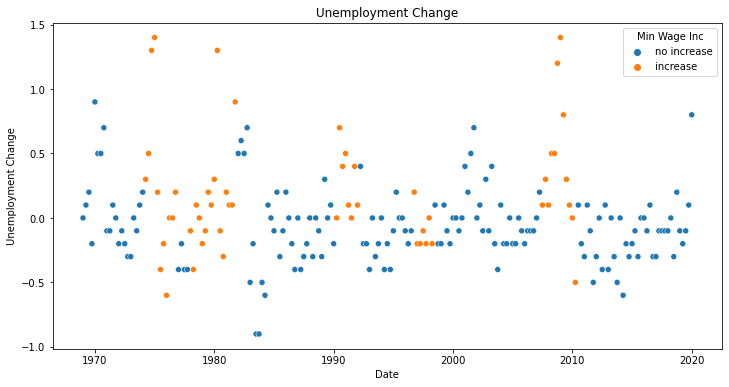 Unemployment Change
1.5
1.0
0.5
0.0
−0.5
−1.0
Unemployment Change
Min Wage Inc
no increase
increase
1970
1980
1990
2000
2010
2020
Date